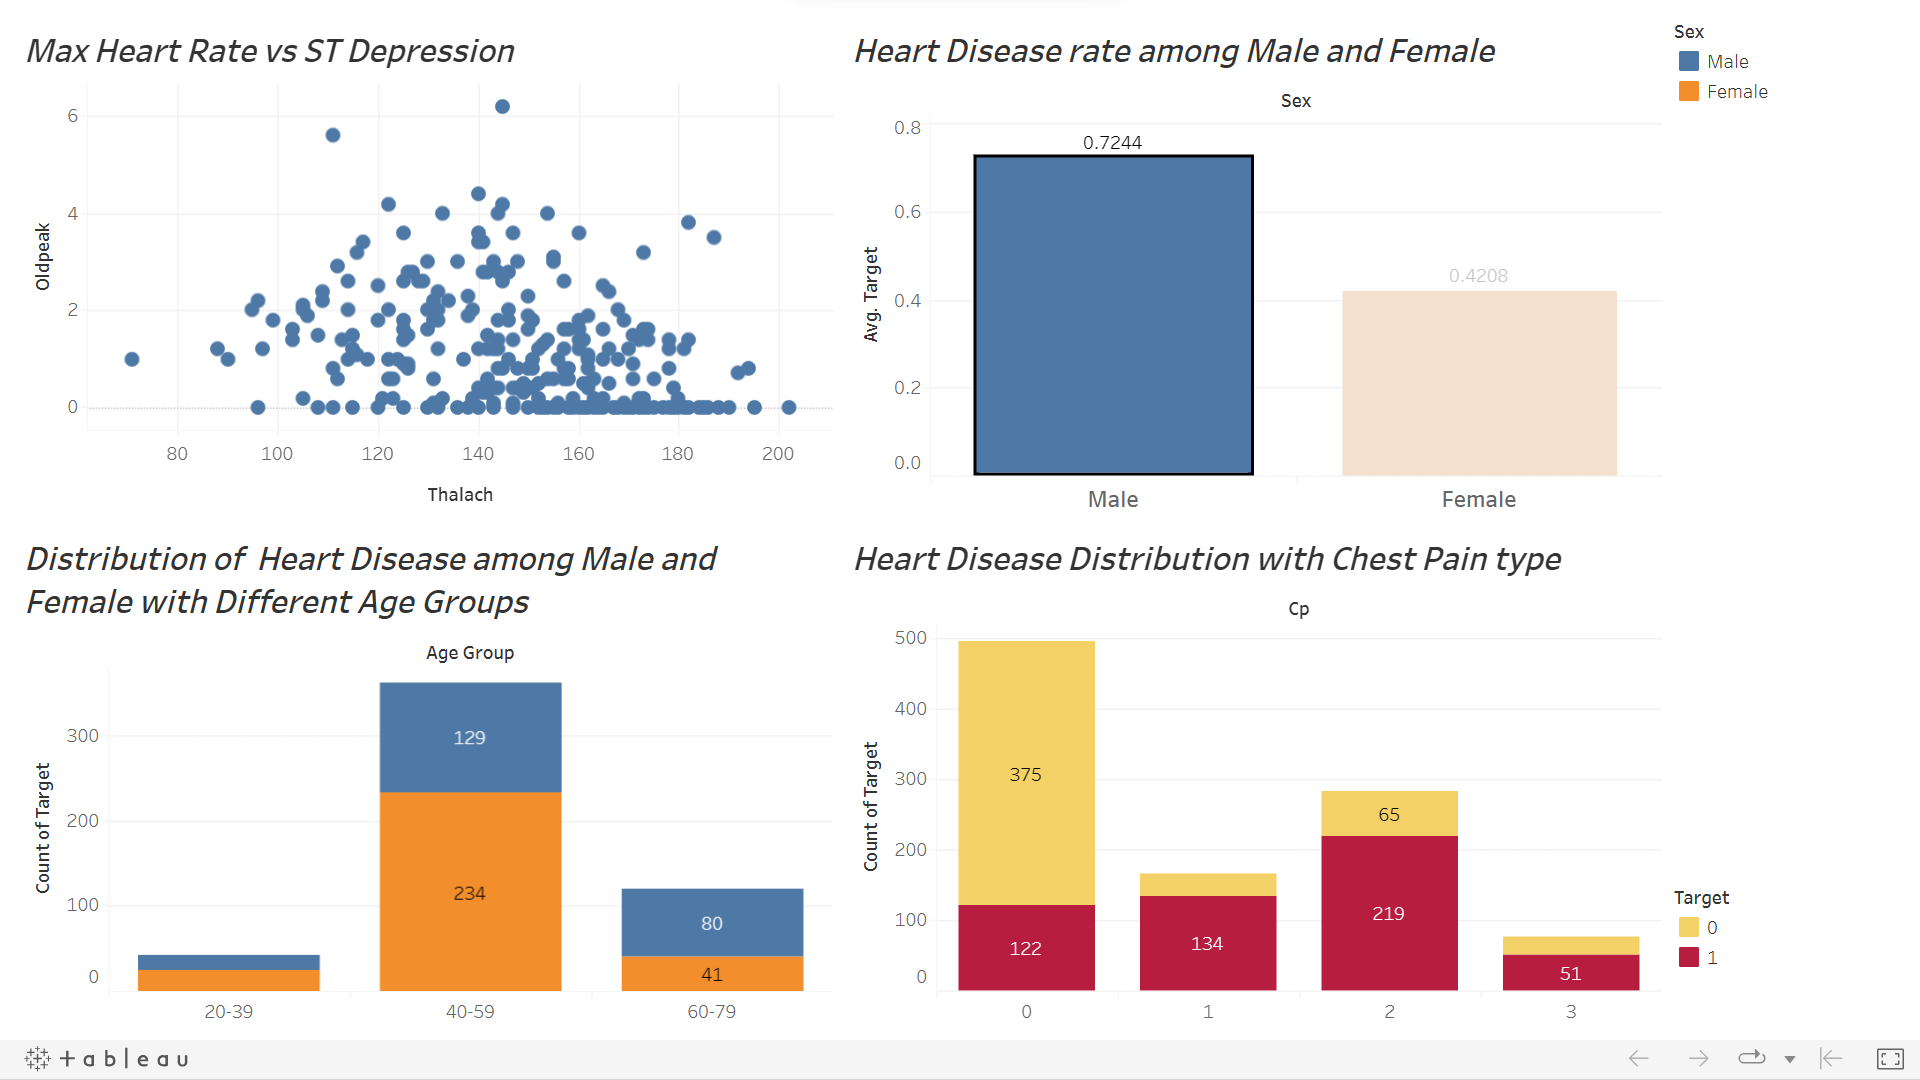 Max Heart Rate vs ST Depression
Oldpeak
6
4
2
0
80 100 120 140 160 180 200
Thalach
Heart Disease rate among Male and Female
Sex
Avg. Target
0.8
0.6
0.4
0.2
0.0
0.7244
0.4208
Male Female
Sex
Male
Female
Distribution of Heart Disease among Male and
Female with Different Age Groups
Age Group
Count of Target
300
200
100
0
129
234
80
41
20-39 40-59 60-79
Heart Disease Distribution with Chest Pain type
Cp
Count of Target
500
400
300
200
100
0
375
122
134
65
219
51
0 1 2 3
Target
0
1
+ a b | e a u